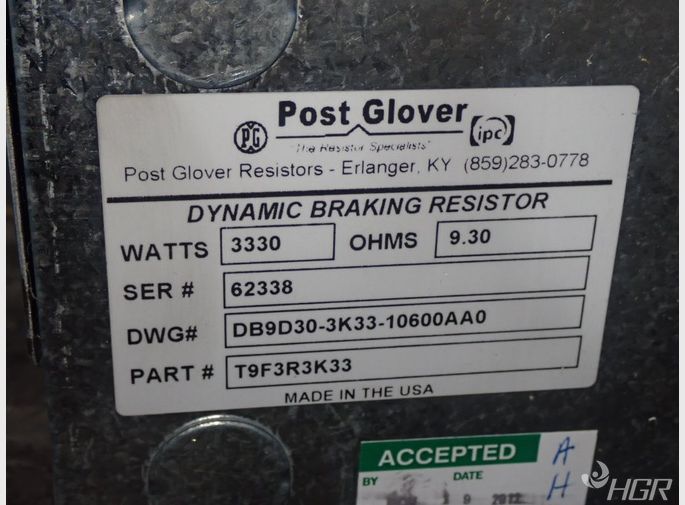 Post Glover
PG
ipc
"The Resistor Specialists"
Post Glover Resistors - Erlanger, KY (859)283-0778
DYNAMIC BRAKING RESISTOR
WATTS 3330 OHMS 9.30
SER # 62338
DWG# DB9D30-3K33-10600AA0
PART # T9F3R3K33
MADE IN THE USA
ACCEPTED A
BY DATE
9 2012 H
HGR